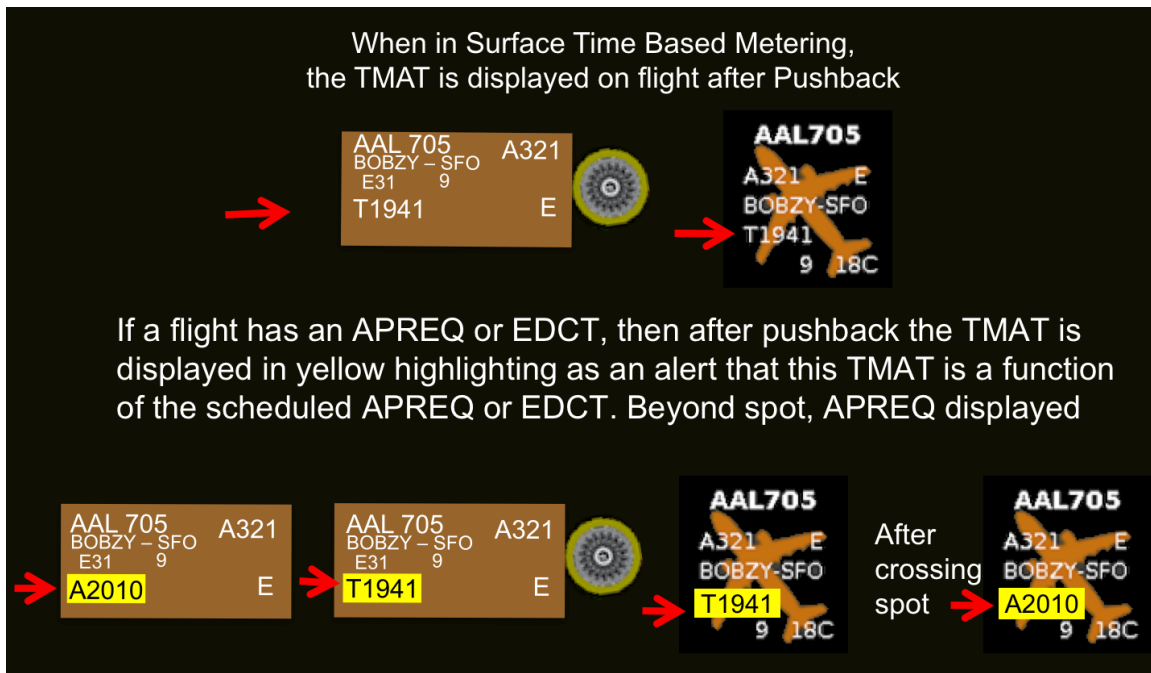 When in Surface Time Based Metering,
the TMAT is displayed on flight after Pushback
AAL 705 A321
BOBZY – SFO
E31 9
T1941 E
AAL705
A321 E
BOBZY-SFO
T1941
9 18C
If a flight has an APREQ or EDCT, then after pushback the TMAT is
displayed in yellow highlighting as an alert that this TMAT is a function
of the scheduled APREQ or EDCT. Beyond spot, APREQ displayed
AAL 705 A321
BOBZY – SFO
E31 9
A2010 E
AAL 705 A321
BOBZY – SFO
E31 9
T1941 E
AAL705
A321 E
BOBZY-SFO
T1941
9 18C
After
crossing
spot
AAL705
A321 E
BOBZY-SFO
A2010
9 18C